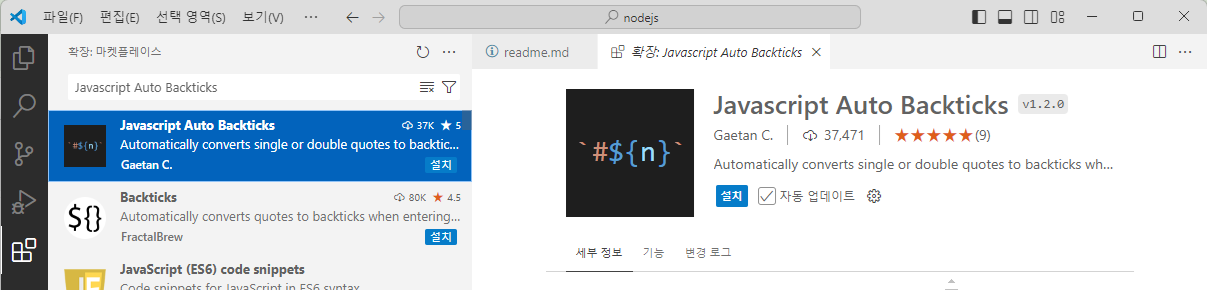 파일(F) 편집(E) 선택 영역(S) 보기(V) ··· nodejs
확장: 마켓플레이스
Javascript Auto Backticks
Javascript Auto Backticks 37K ★ 5
Automatically converts single or double quotes to backtic...
Gaetan C. 설치
${}
Backticks 80K ★ 4.5
Automatically converts quotes to backticks when entering...
FractalBrew 설치
JavaScript (ES6) code snippets
Code snippets for JavaScript in ES6 syntax
readme.md 확장: Javascript Auto Backticks
`#${n}`
Javascript Auto Backticks v1.2.0
Gaetan C. 37,471 ★★★★★(9)
Automatically converts single or double quotes to backticks wh...
설치 자동 업데이트
세부 정보 기능 변경 로그